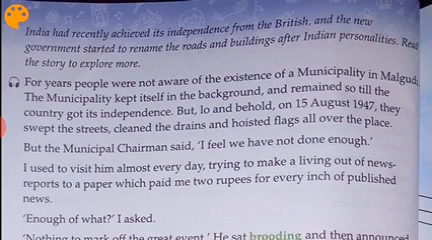 India had recently achieved its independence from the British, and the new
government started to rename the roads and buildings after Indian personalities. Read
the story to explore more.
For years people were not aware of the existence of a Municipality in Malgudi.
The Municipality kept itself in the background, and remained so till the
country got its independence. But, lo and behold, on 15 August 1947, they
swept the streets, cleaned the drains and hoisted flags all over the place.
But the Municipal Chairman said, ‘I feel we have not done enough.’
I used to visit him almost every day, trying to make a living out of news-
reports to a paper which paid me two rupees for every inch of published
news.
‘Enough of what?’ I asked.
‘Nothing to mark off the great event.’ He sat brooding and then announced